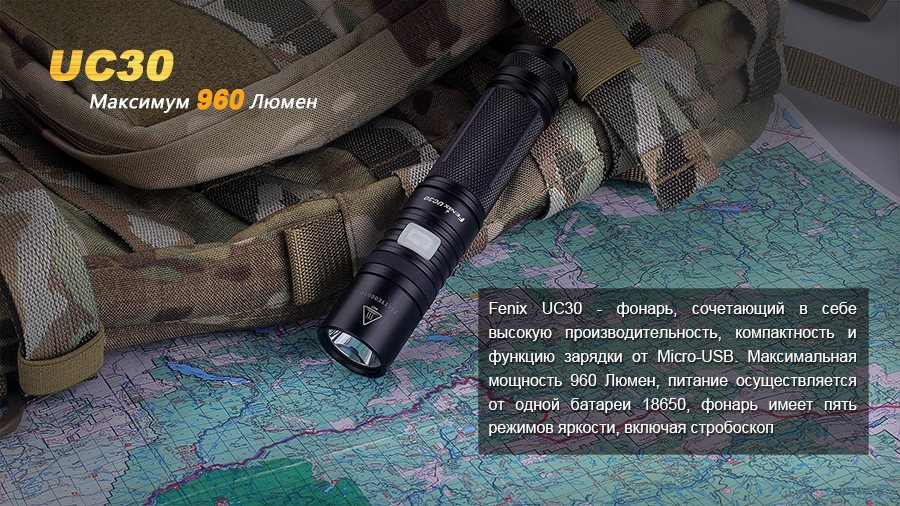 UC30
Максимум 960 Люмен
Fenix UC30
Fenix UC30 - фонарь, сочетающий в себе
высокую производительность, компактность и
функцию зарядки от Micro-USB. Максимальная
мощность 960 Люмен, питание осуществляется
от одной батареи 18650, фонарь имеет пять
режимов яркости, включая стробоскоп